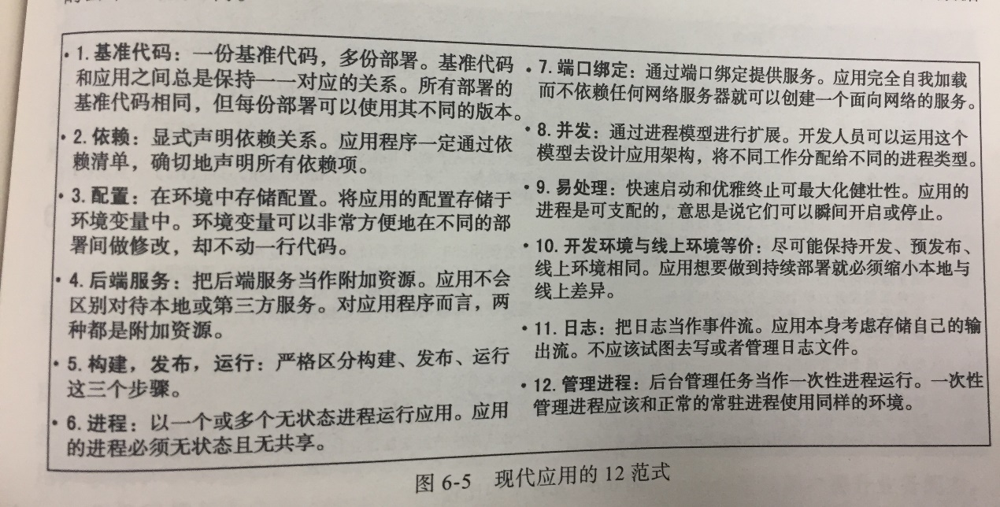 • 1. 基准代码：一份基准代码，多份部署。基准代码
和应用之间总是保持一一对应的关系。所有部署的
基准代码相同，但每份部署可以使用其不同的版本。
• 2. 依赖：显式声明依赖关系。应用程序一定通过依
赖清单，确切地声明所有依赖项。
• 3. 配置：在环境中存储配置。将应用的配置存储于
环境变量中。环境变量可以非常方便地在不同的部
署间做修改，却不动一行代码。
• 4. 后端服务：把后端服务当作附加资源。应用不会
区别对待本地或第三方服务。对应用程序而言，两
种都是附加资源。
• 5. 构建，发布，运行：严格区分构建、发布、运行
这三个步骤。
• 6. 进程：以一个或多个无状态进程运行应用。应用
的进程必须无状态且无共享。
• 7. 端口绑定：通过端口绑定提供服务。应用完全自我加载
而不依赖任何网络服务器就可以创建一个面向网络的服务。
• 8. 并发：通过进程模型进行扩展。开发人员可以运用这个
模型去设计应用架构，将不同工作分配给不同的进程类型。
• 9. 易处理：快速启动和优雅终止可最大化健壮性。应用的
进程是可支配的，意思是说它们可以瞬间开启或停止。
• 10. 开发环境与线上环境等价：尽可能保持开发、预发布、
线上环境相同。应用想要做到持续部署就必须缩小本地与
线上差异。
• 11. 日志：把日志当作事件流。应用本身考虑存储自己的输
出流。不应该试图去写或者管理日志文件。
• 12. 管理进程：后台管理任务当作一次性进程运行。一次性
管理进程应该和正常的常驻进程使用同样的环境。
图 6-5 现代应用的 12 范式